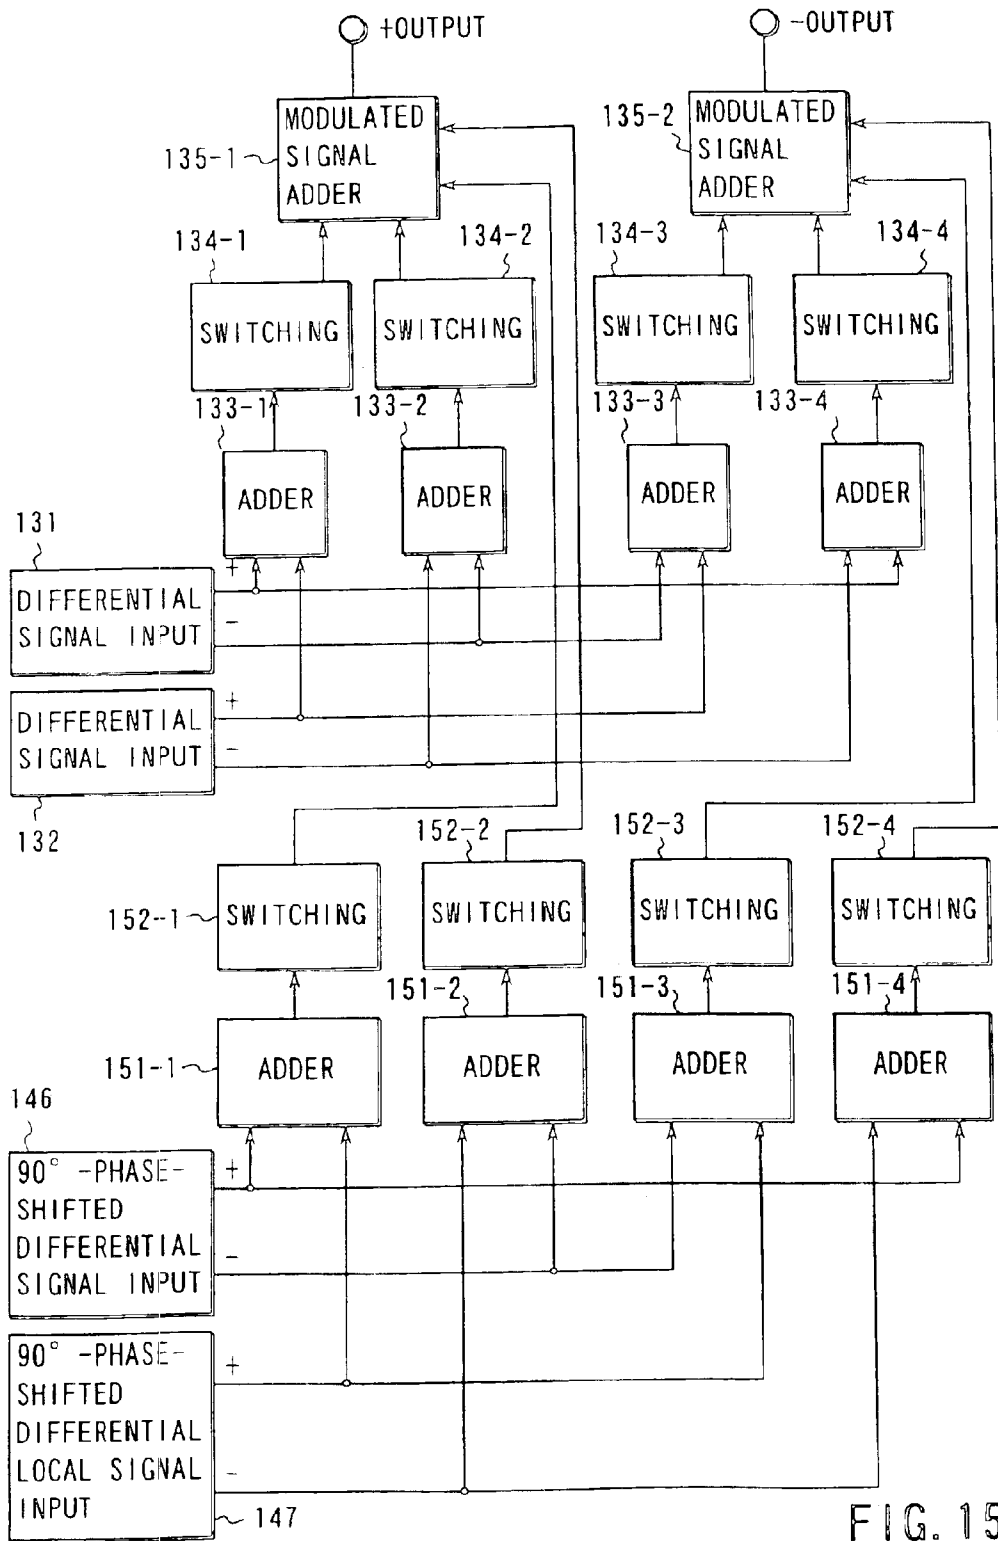 +OUTPUT
-OUTPUT
MODULATED
SIGNAL
ADDER
135-1
MODULATED
SIGNAL
ADDER
135-2
134-1
134-2
134-3
134-4
SWITCHING
SWITCHING
SWITCHING
SWITCHING
133-1
133-2
133-3
133-4
ADDER
ADDER
ADDER
ADDER
131
DIFFERENTIAL
SIGNAL INPUT
+
-
DIFFERENTIAL
SIGNAL INPUT
+
-
132
152-1
152-2
152-3
152-4
SWITCHING
SWITCHING
SWITCHING
SWITCHING
151-1
151-2
151-3
151-4
ADDER
ADDER
ADDER
ADDER
146
90° -PHASE-
SHIFTED
DIFFERENTIAL
SIGNAL INPUT
+
-
90° -PHASE-
SHIFTED
DIFFERENTIAL
LOCAL SIGNAL
INPUT
+
-
147
FIG. 15